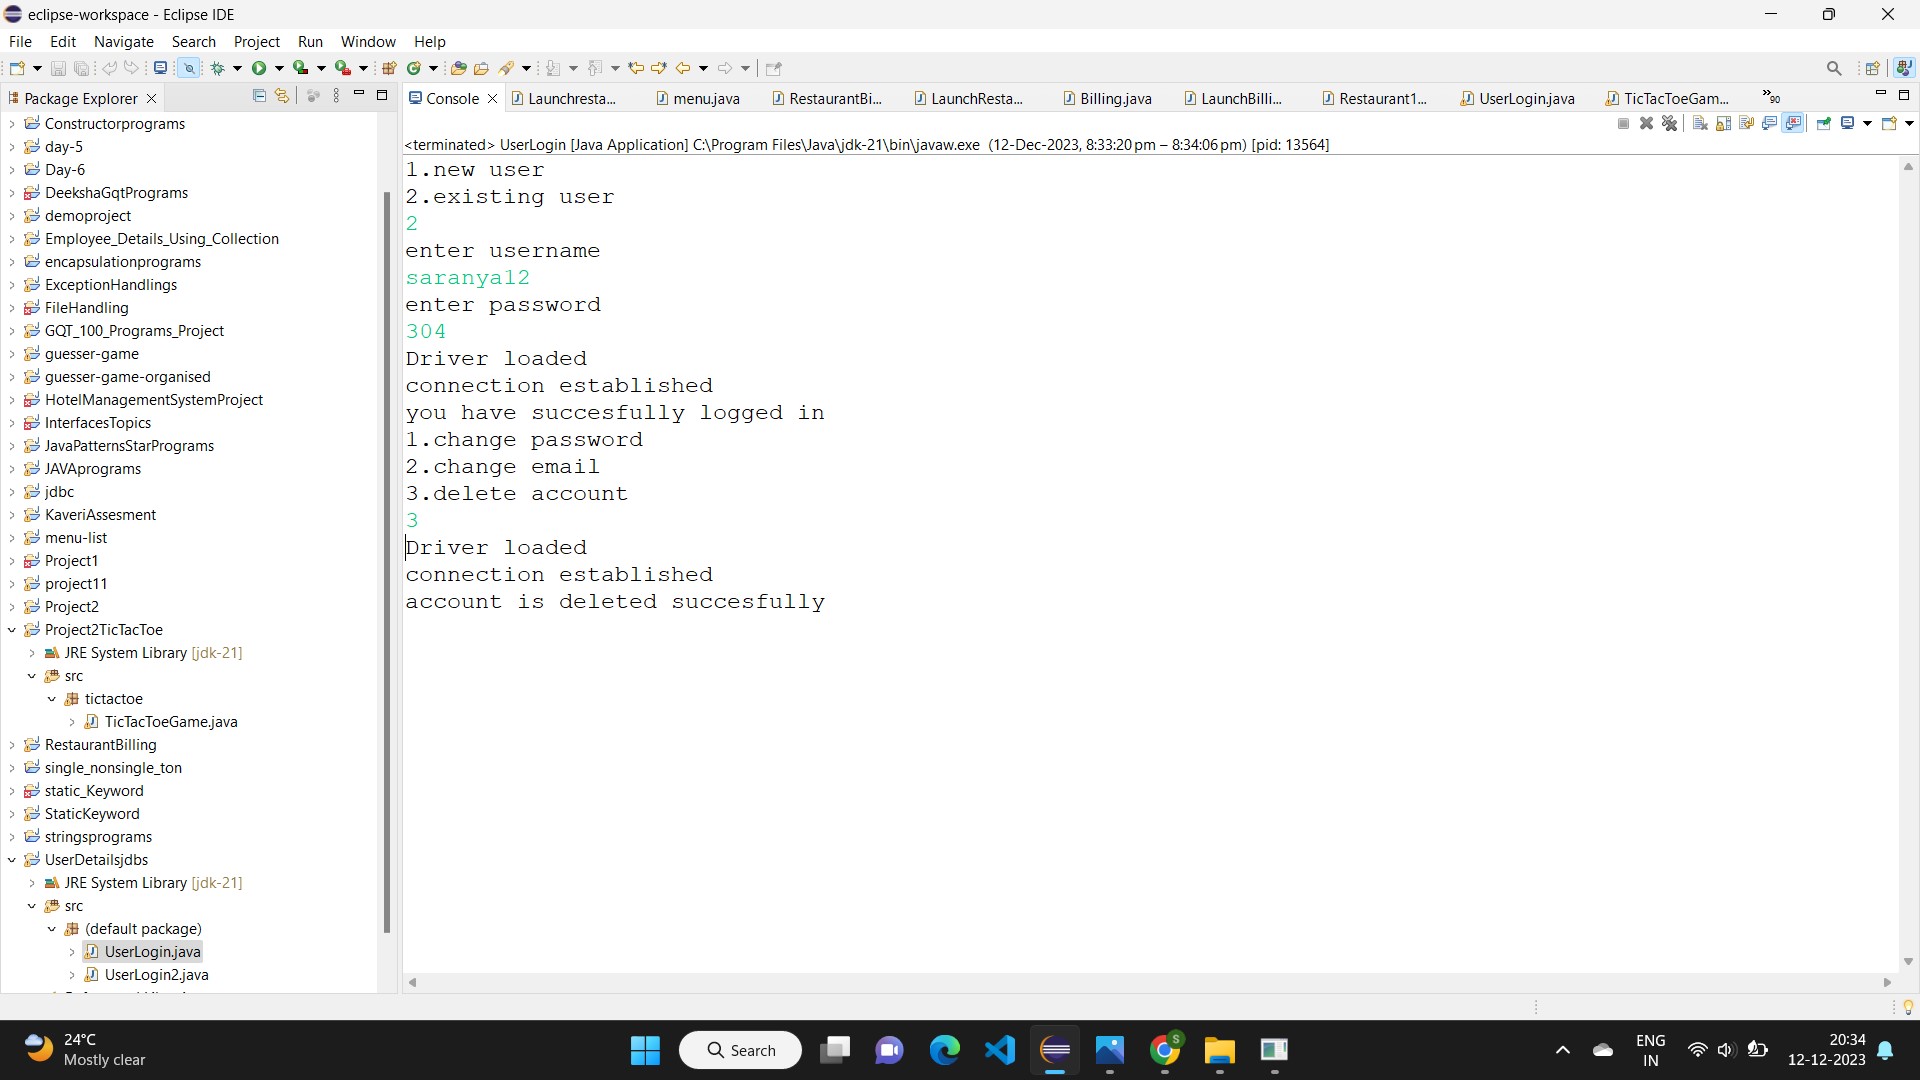 eclipse-workspace - Eclipse IDE
File Edit Navigate Search Project Run Window Help
Package Explorer
Constructorprograms
day-5
Day-6
DeekshaGqtPrograms
demoproject
Employee_Details_Using_Collection
encapsulationprograms
ExceptionHandlings
FileHandling
GQT_100_Programs_Project
guesser-game
guesser-game-organised
HotelManagementSystemProject
InterfacesTopics
JavaPatternsStarPrograms
JAVAprograms
jdbc
KaveriAssesment
menu-list
Project1
project11
Project2
Project2TicTacToe
JRE System Library [jdk-21]
src
tictactoe
TicTacToeGame.java
RestaurantBilling
single_nonsingle_ton
static_Keyword
StaticKeyword
stringsprograms
UserDetailsjdbs
JRE System Library [jdk-21]
src
(default package)
UserLogin.java
UserLogin2.java
Console Launchresta... menu.java RestaurantBi... LaunchResta... Billing.java LaunchBilli... Restaurant1... UserLogin.java TicTacToeGam... »90
<terminated> UserLogin [Java Application] C:\Program Files\Java\jdk-21\bin\javaw.exe (12-Dec-2023, 8:33:20 pm – 8:34:06 pm) [pid: 13564]
1.new user
2.existing user
2
enter username
saranya12
enter password
304
Driver loaded
connection established
you have succesfully logged in
1.change password
2.change email
3.delete account
3
Driver loaded
connection established
account is deleted succesfully
24°C
Mostly clear
Search
S
ENG
IN
20:34
12-12-2023